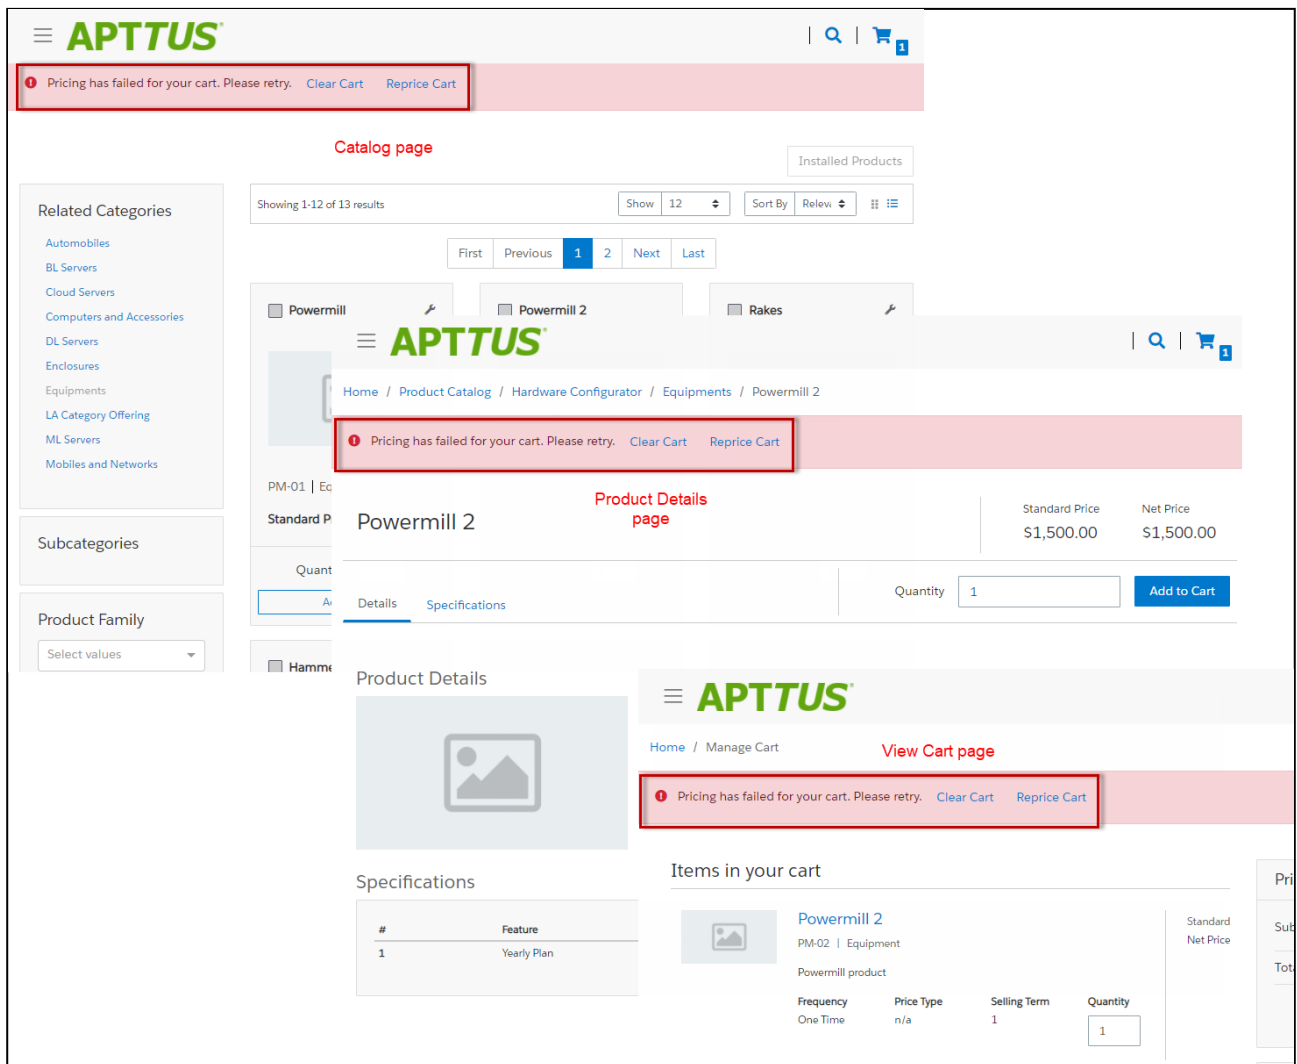 APTTUS
1
Pricing has failed for your cart. Please retry. Clear Cart Reprice Cart
Catalog page
Installed Products
Related Categories
Automobiles
BL Servers
Cloud Servers
Computers and Accessories
DL Servers
Enclosures
Equipments
LA Category Offering
ML Servers
Mobiles and Networks
Subcategories
Product Family
Select values
Showing 1-12 of 13 results
Show 12
Sort By
First Previous 1 2 Next Last
Powermill
Powermill 2
Rakes
PM-01 |
Standard
APTTUS
1
Home / Product Catalog / Hardware Configurator / Equipments / Powermill 2
Pricing has failed for your cart. Please retry. Clear Cart Reprice Cart
Product Details
page
Powermill 2
Standard Price Net Price
$1,500.00 $1,500.00
Quantity 1 Add to Cart
Details Specifications
Product Details
Specifications
# Feature
1 Yearly Plan
APTTUS
Home / Manage Cart
View Cart page
Pricing has failed for your cart. Please retry. Clear Cart Reprice Cart
Items in your cart
Powermill 2
PM-02 | Equipment
Powermill product
Frequency Price Type Selling Term Quantity
One Time n/a 1 1
Standard
Net Price